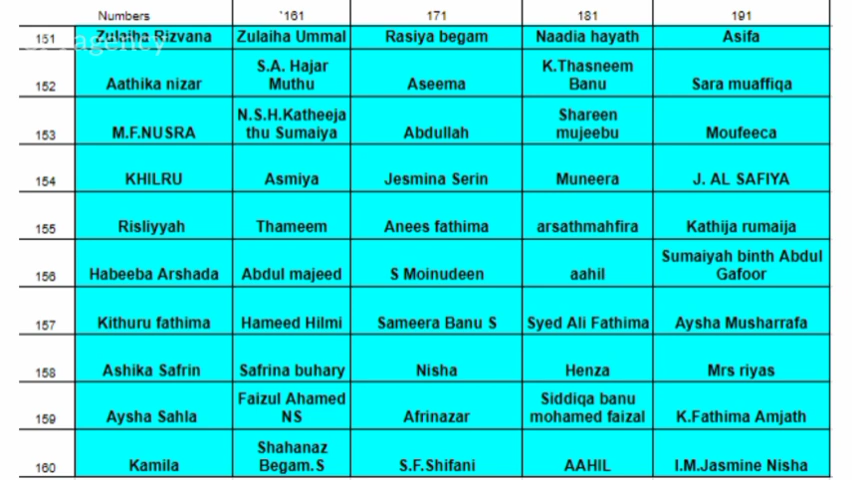 Numbers `161 171 181 191
151 Zulaiha Rizvana Zulaiha Ummal Rasiya begam Naadia hayath Asifa
agency
S.A. Hajar K.Thasneem
152 Aathika nizar Muthu Aseema Banu Sara muaffiqa
N.S.H.Katheeja Shareen
153 M.F.NUSRA thu Sumaiya Abdullah mujeebu Moufeeca
154 KHILRU Asmiya Jesmina Serin Muneera J. AL SAFIYA
155 Risliyyah Thameem Anees fathima arsathmahfira Kathija rumaija
Sumaiyah binth Abdul
156 Habeeba Arshada Abdul majeed S Moinudeen aahil Gafoor
157 Kithuru fathima Hameed Hilmi Sameera Banu S Syed Ali Fathima Aysha Musharrafa
158 Ashika Safrin Safrina buhary Nisha Henza Mrs riyas
Faizul Ahamed Siddiqa banu
159 Aysha Sahla NS Afrinazar mohamed faizal K.Fathima Amjath
Shahanaz
160 Kamila Begam.S S.F.Shifani AAHIL I.M.Jasmine Nisha